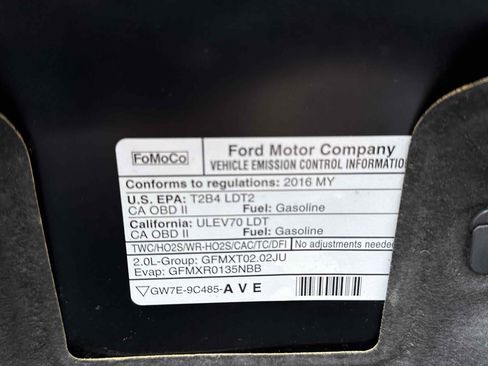 FoMoCo
Ford Motor Company
VEHICLE EMISSION CONTROL INFORMATIO
Conforms to regulations: 2016 MY
U.S. EPA: T2B4 LDT2
CA OBD II Fuel: Gasoline
California: ULEV70 LDT
CA OBD II Fuel: Gasoline
TWC/HO2S/WR-HO2S/CAC/TC/DFI No adjustments needed
2.0L-Group: GFMXT02.02JU
Evap: GFMXR0135NBB
GW7E-9C485-AVE